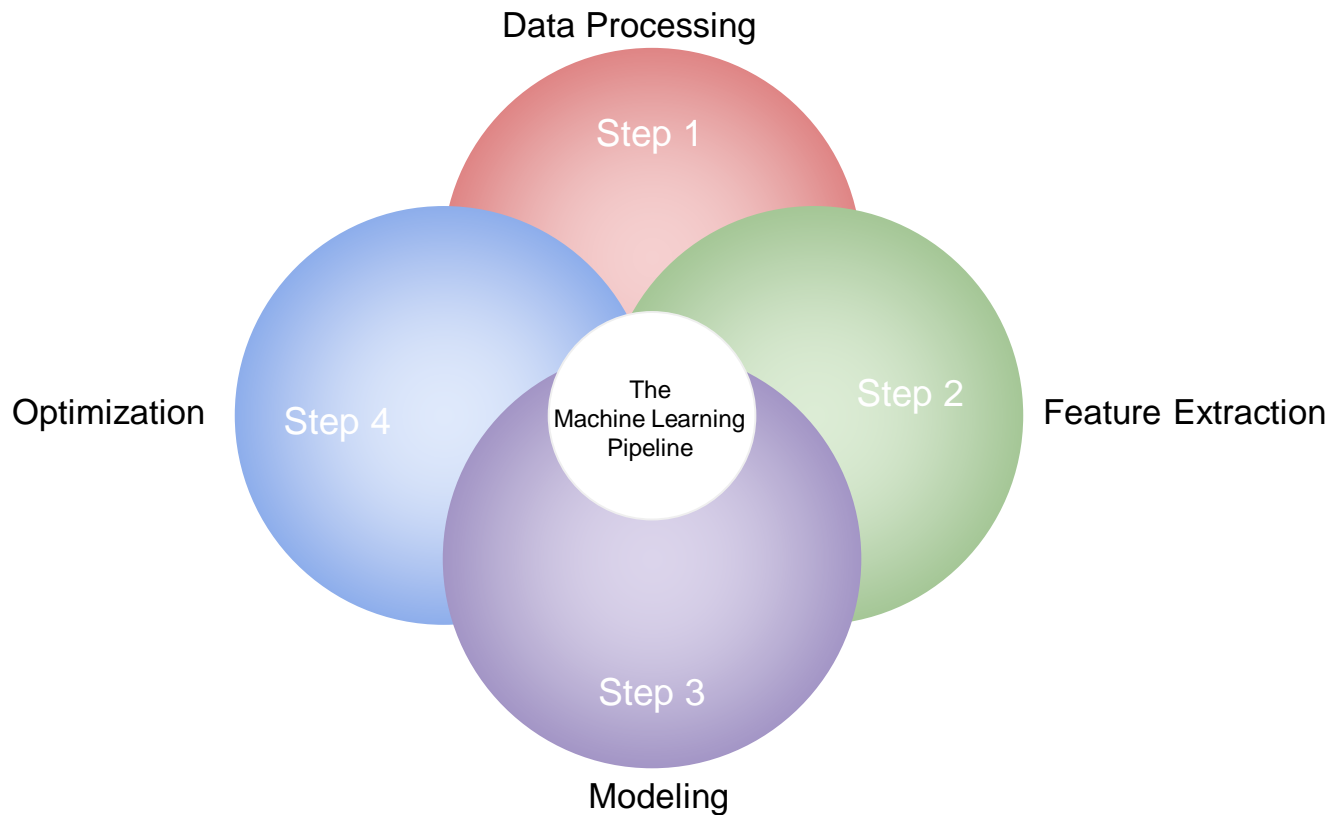 Data Processing
Step 1
Step 2
Feature Extraction
The
Machine Learning
Pipeline
Optimization
Step 4
Step 3
Modeling